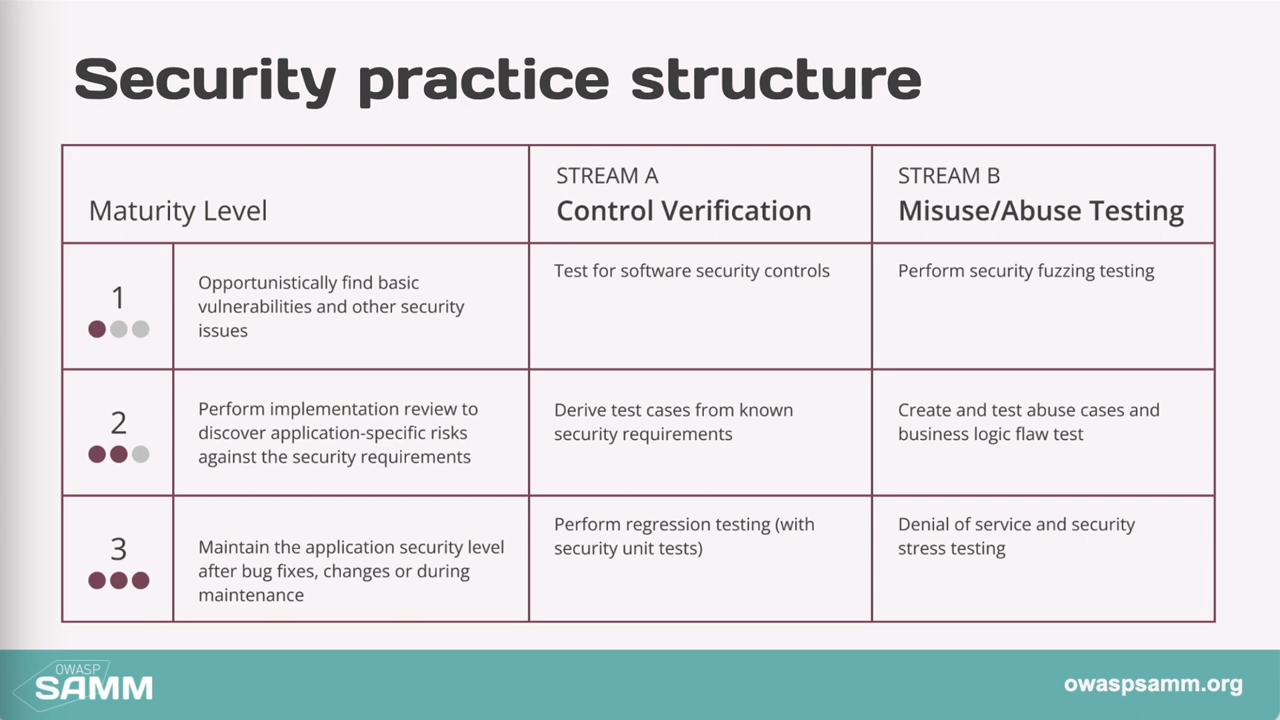 Security practice structure
Maturity Level
STREAM A
Control Verification
STREAM B
Misuse/Abuse Testing
1
Opportunistically find basic
vulnerabilities and other security
issues
Test for software security controls
Perform security fuzzing testing
2
Perform implementation review to
discover application-specific risks
against the security requirements
Derive test cases from known
security requirements
Create and test abuse cases and
business logic flaw test
3
Maintain the application security level
after bug fixes, changes or during
maintenance
Perform regression testing (with
security unit tests)
Denial of service and security
stress testing
OWASP
SAMM
owaspsamm.org